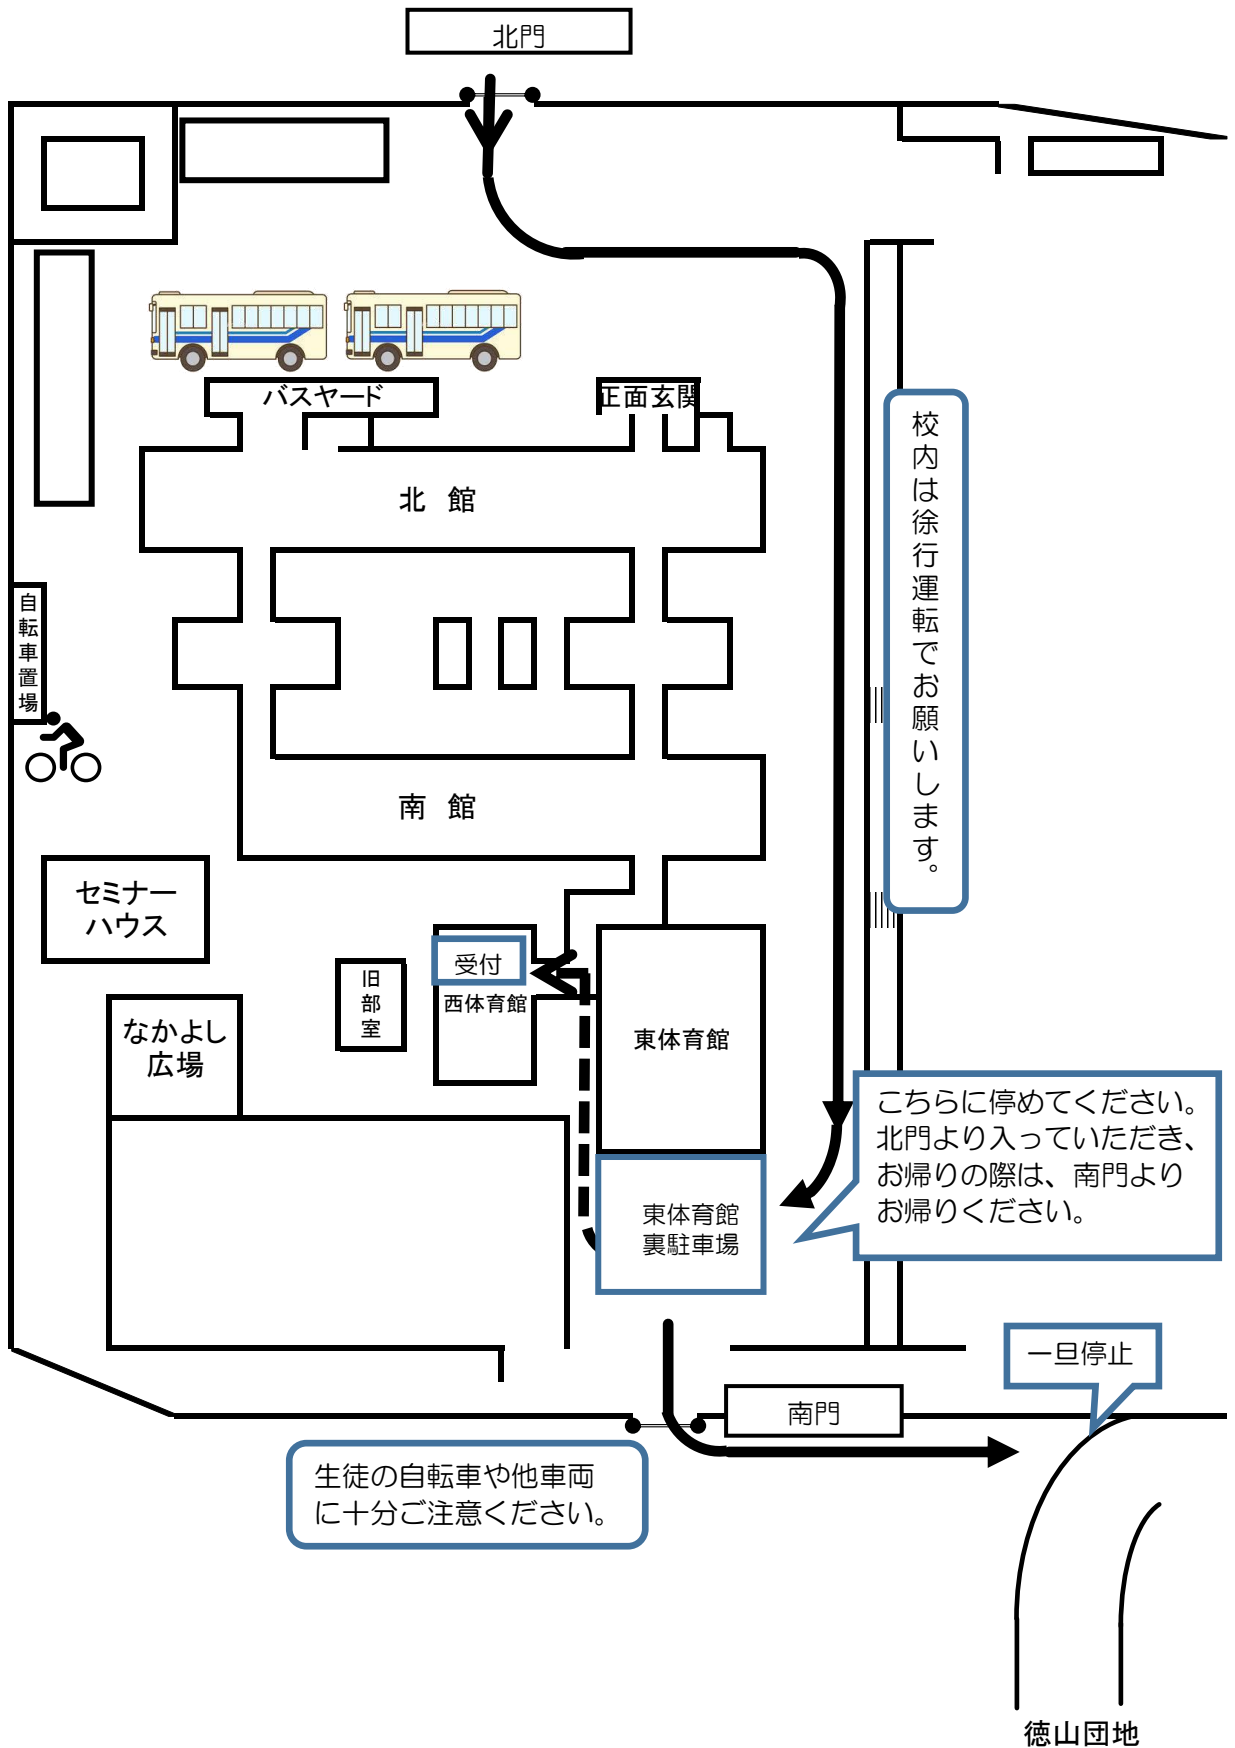 北門
バスヤード
正面玄関
北 館
校内は徐行運転でお願いします。
自転車置場
南 館
セミナー
ハウス
受付
西体育館
旧部室
東体育館
なかよし
広場
こちらに停めてください。
北門より入っていただき、
お帰りの際は、南門より
お帰りください。
東体育館
裏駐車場
一旦停止
南門
生徒の自転車や他車両
に十分ご注意ください。
徳山団地